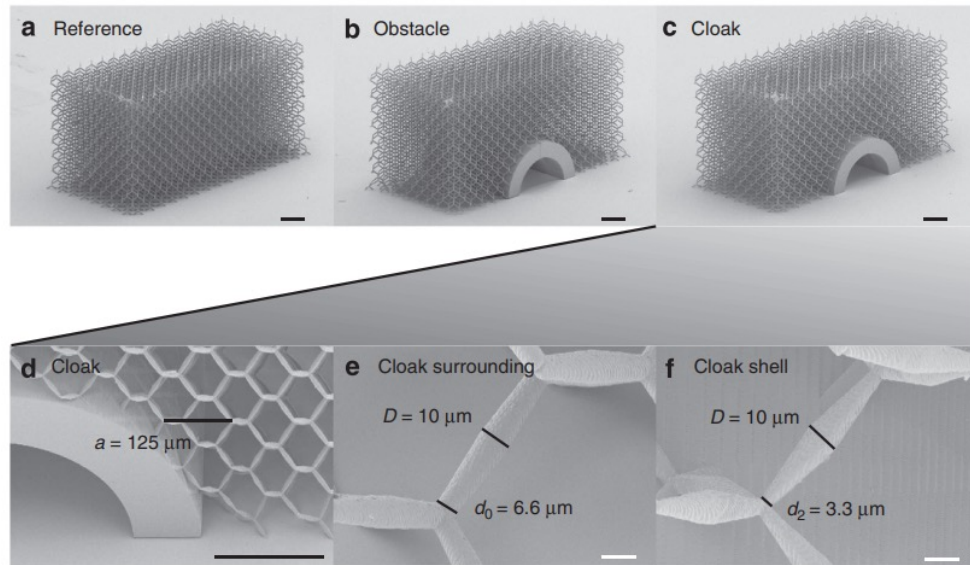 a Reference
b Obstacle
c Cloak
d Cloak
a = 125 μm
e Cloak surrounding
D = 10 μm
d₀ = 6.6 μm
f Cloak shell
D = 10 μm
d₂ = 3.3 μm